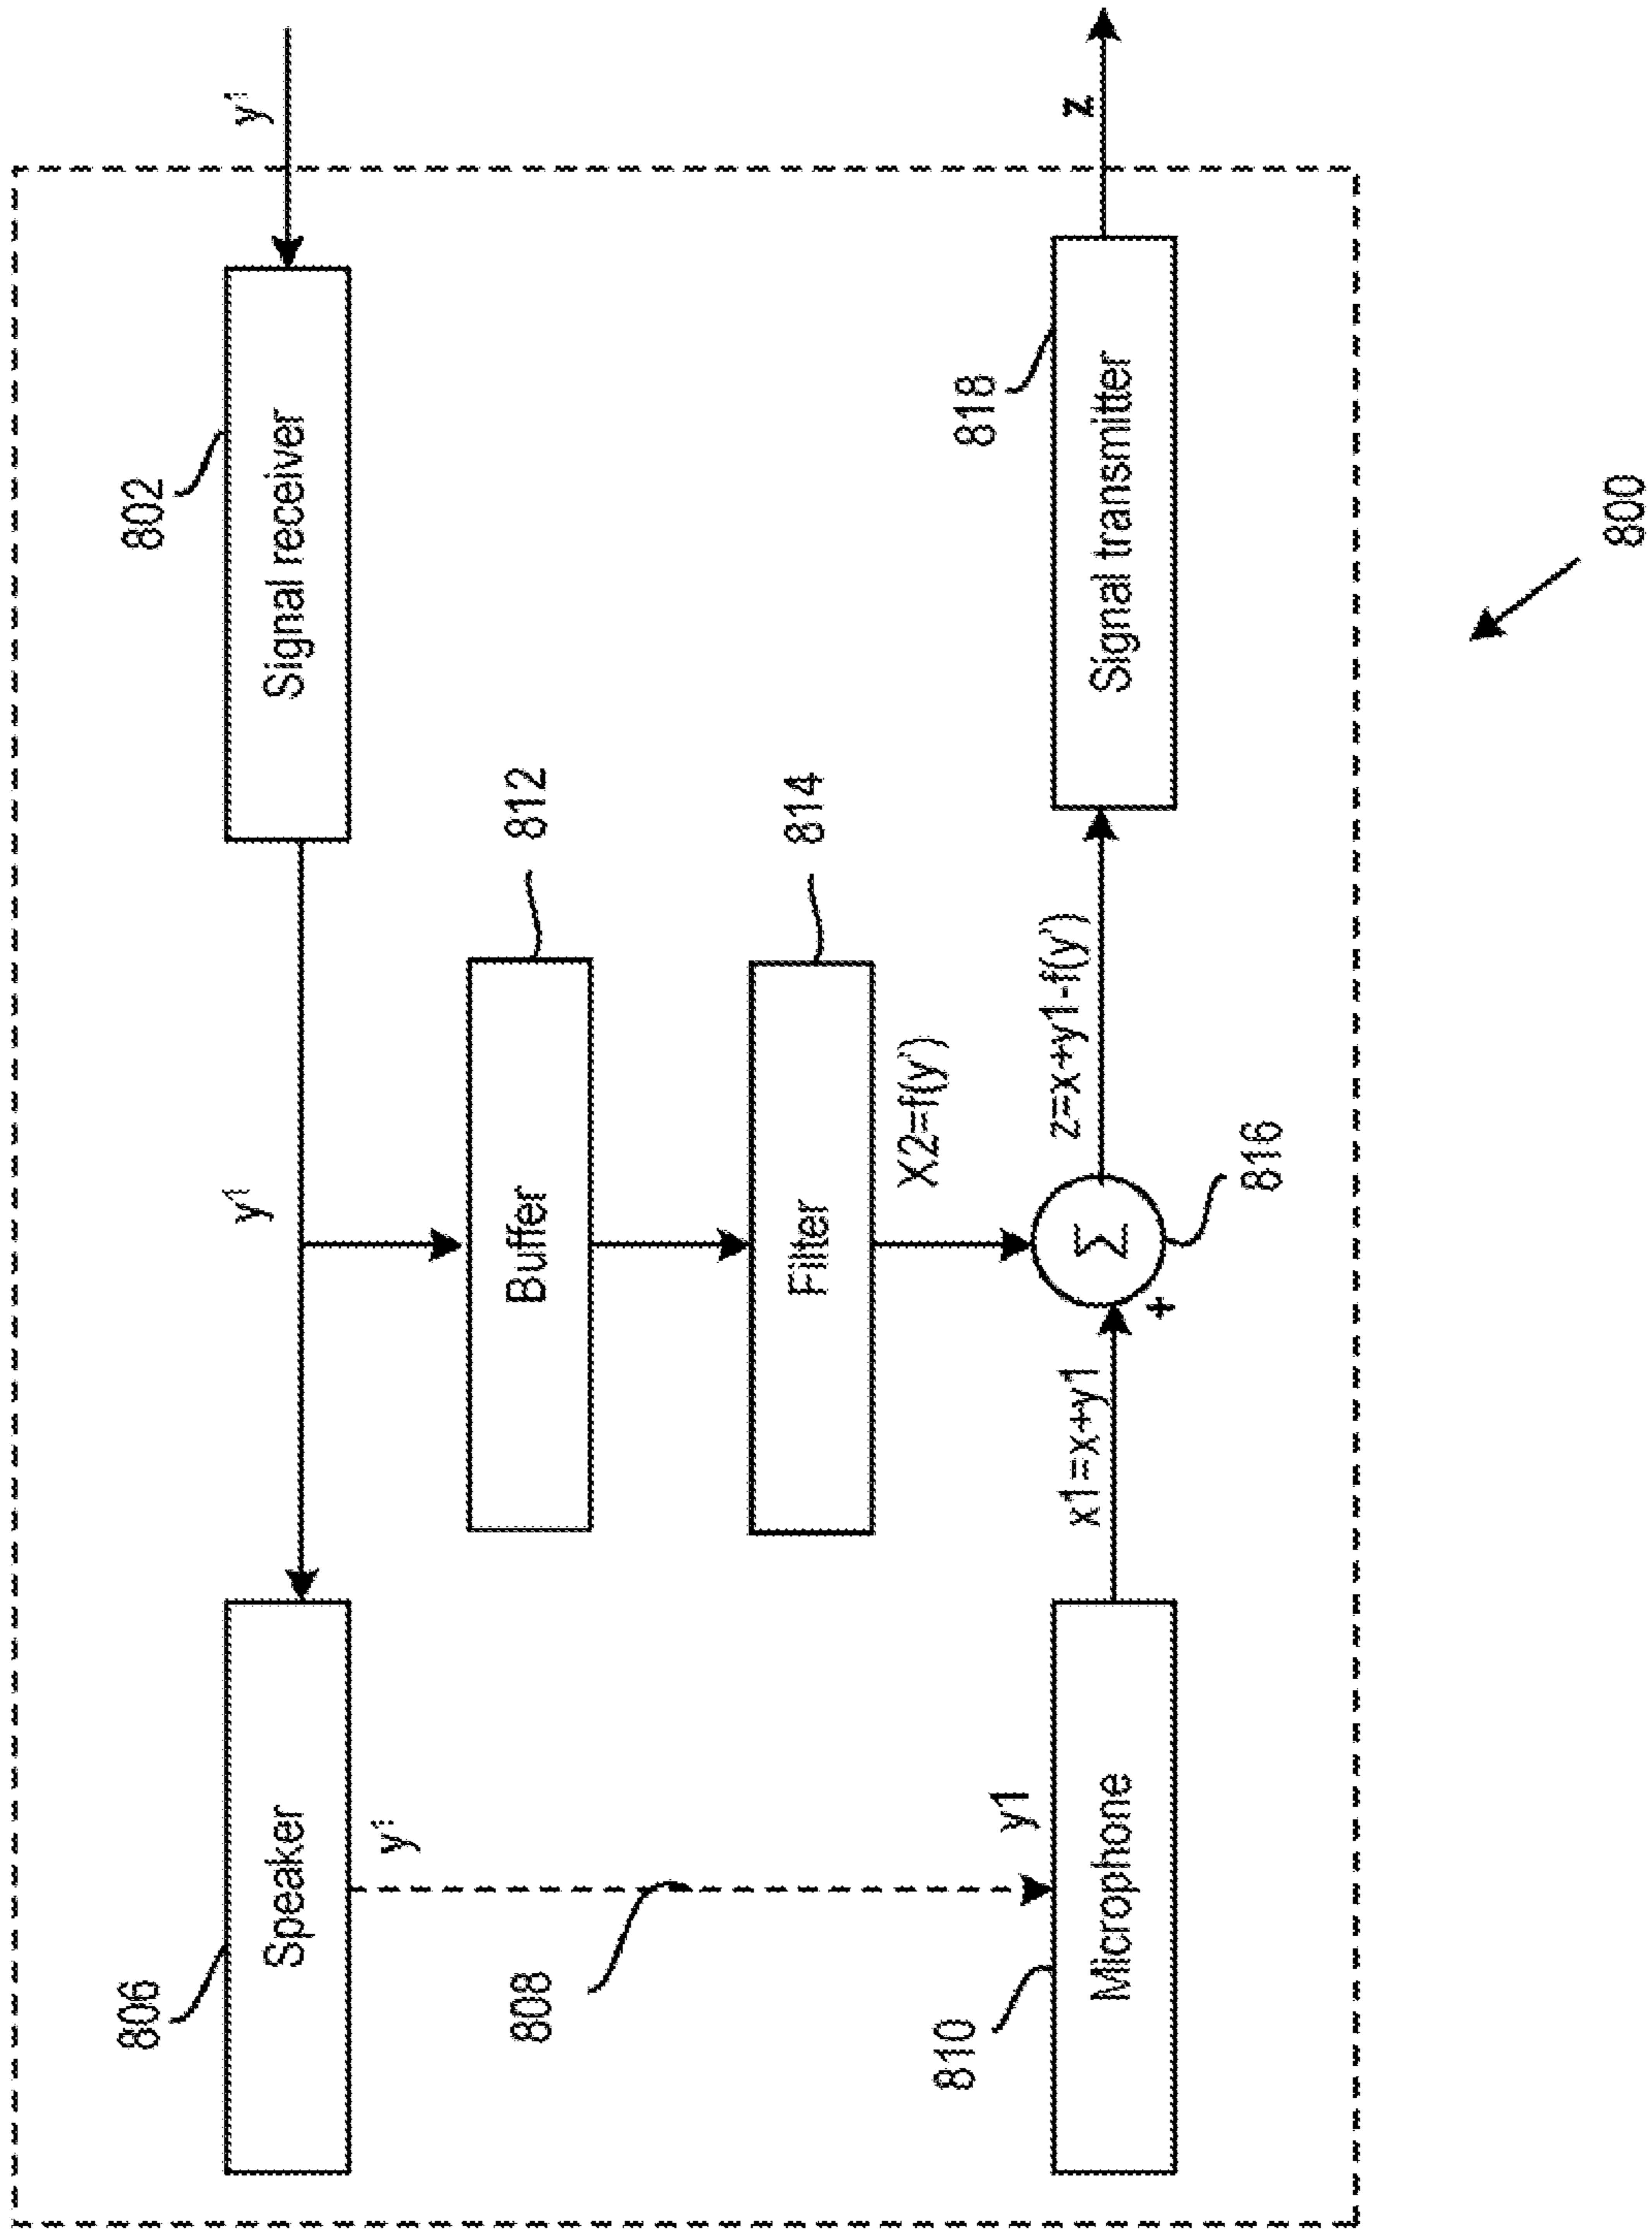 806
802
y'
y'
Speaker
Signal receiver
y'
808
Buffer
812
Filter
814
X2=f(y')
810
818
y1
x1=x+y1
z=x+y1-f(y')
z
Microphone
Σ
Signal transmitter
+
816
800